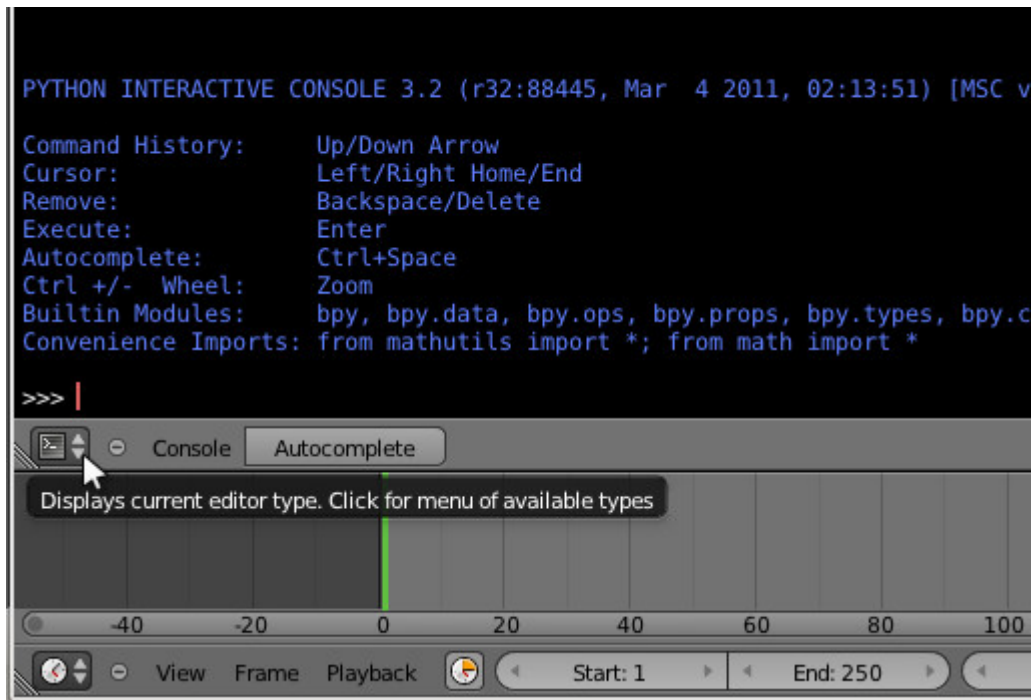 PYTHON INTERACTIVE CONSOLE 3.2 (r32:88445, Mar  4 2011, 02:13:51) [MSC v
Command History:     Up/Down Arrow
Cursor:              Left/Right Home/End
Remove:              Backspace/Delete
Execute:             Enter
Autocomplete:        Ctrl+Space
Ctrl +/-  Wheel:     Zoom
Builtin Modules:     bpy, bpy.data, bpy.ops, bpy.props, bpy.types, bpy.c
Convenience Imports: from mathutils import *; from math import *
>>>
Console Autocomplete
Displays current editor type. Click for menu of available types
-40 -20 0 20 40 60 80 100
View Frame Playback Start: 1 End: 250